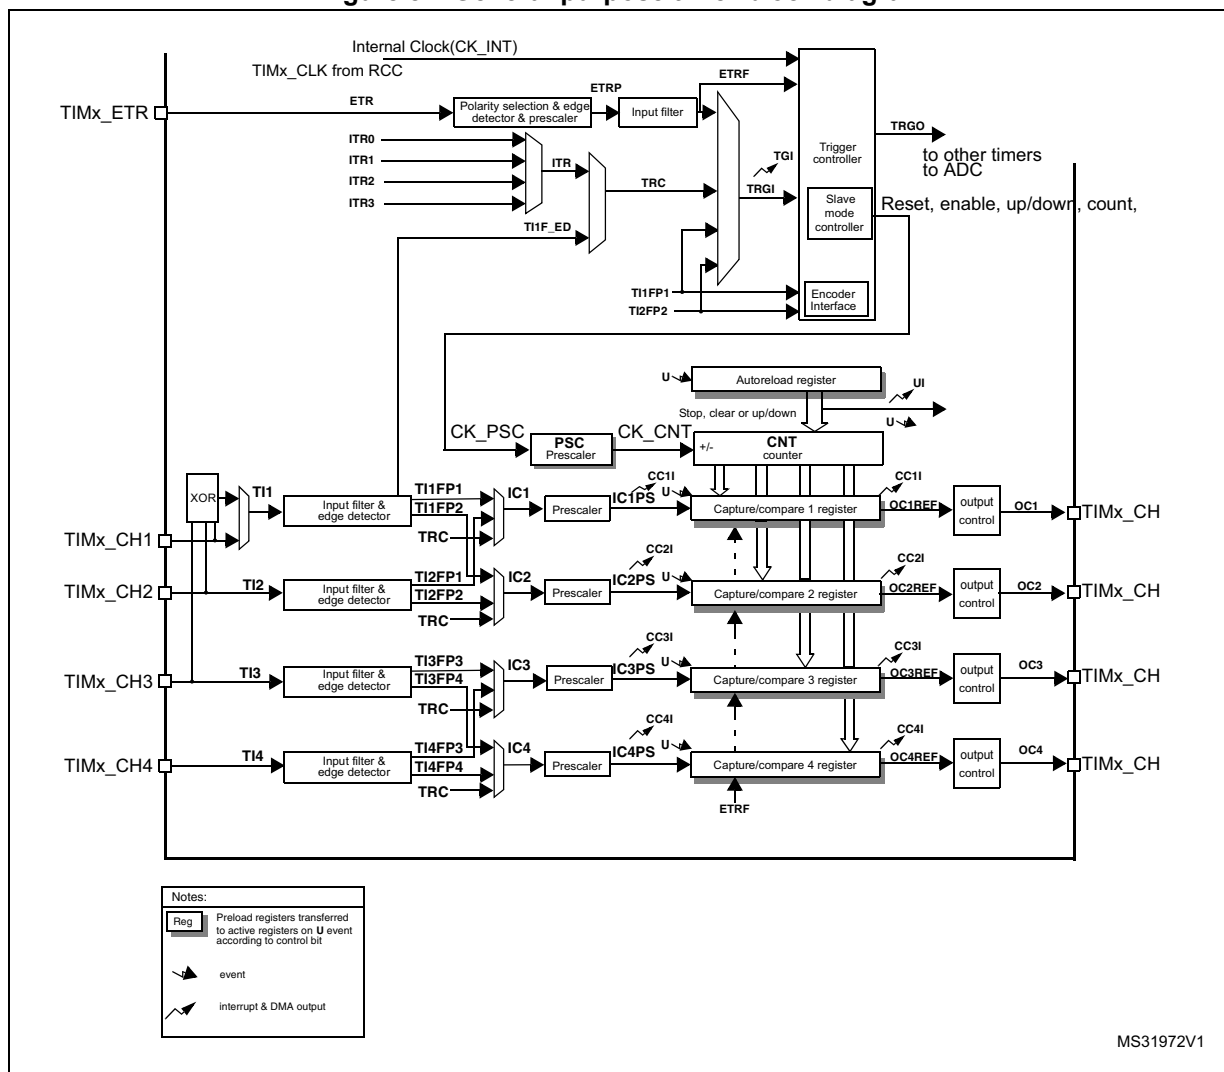 Internal Clock(CK_INT)
TIMx_CLK from RCC
ETRF
ETR
ETRP
TIMx_ETR
Polarity selection & edge
detector & prescaler
Input filter
ITR0
ITR1
ITR2
ITR3
ITR
TRC
TI1F_ED
TGI
TRGI
Trigger
controller
TRGO
to other timers
to ADC
Slave
mode
controller
Reset, enable, up/down, count,
TI1FP1
TI2FP2
Encoder
Interface
U
Autoreload register
UI
Stop, clear or up/down
U
CK_PSC
PSC
Prescaler
CK_CNT
+/-
CNT
counter
XOR
TI1
Input filter &
edge detector
TI1FP1
TI1FP2
TRC
IC1
Prescaler
IC1PS
CC1I
U
Capture/compare 1 register
CC1I
OC1REF
output
control
OC1
TIMx_CH
TIMx_CH1
TIMx_CH2
TI2
Input filter &
edge detector
TI2FP1
TI2FP2
TRC
IC2
Prescaler
IC2PS
CC2I
U
Capture/compare 2 register
CC2I
OC2REF
output
control
OC2
TIMx_CH
TIMx_CH3
TI3
Input filter &
edge detector
TI3FP3
TI3FP4
TRC
IC3
Prescaler
IC3PS
CC3I
U
Capture/compare 3 register
CC3I
OC3REF
output
control
OC3
TIMx_CH
TIMx_CH4
TI4
Input filter &
edge detector
TI4FP3
TI4FP4
TRC
IC4
Prescaler
IC4PS
CC4I
U
Capture/compare 4 register
CC4I
OC4REF
output
control
OC4
TIMx_CH
ETRF
Notes:
Reg
Preload registers transferred
to active registers on U event
according to control bit
event
interrupt & DMA output
MS31972V1